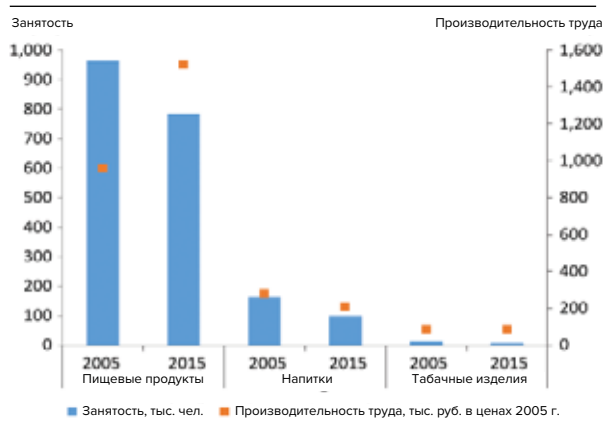 Занятость Производительность труда
1,000 1,600
900 1,400
800 1,200
700 1,000
600 800
500 600
400 400
300 200
200 0
100
0
2005 2015 2005 2015 2005 2015
Пищевые продукты Напитки Табачные изделия
Занятость, тыс. чел. Производительность труда, тыс. руб. в ценах 2005 г.